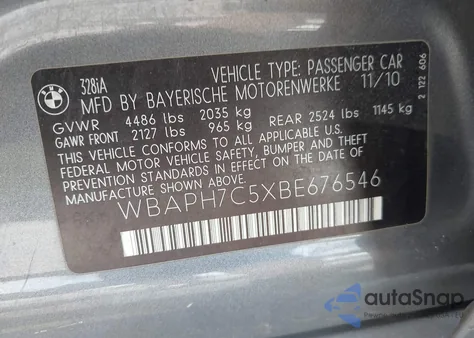 BMW
328iA
VEHICLE TYPE: PASSENGER CAR
MFD BY BAYERISCHE MOTORENWERKE 11/10
GVWR 4486 lbs 2035 kg
GAWR FRONT 2127 lbs 965 kg REAR 2524 lbs 1145 kg
THIS VEHICLE CONFORMS TO ALL APPLICABLE U.S.
FEDERAL MOTOR VEHICLE SAFETY, BUMPER, AND
THEFT PREVENTION STANDARDS IN EFFECT ON THE
DATE OF MANUFACTURE SHOWN ABOVE.
WBAPH7C5XBE676546
2 122 606
autoSnap